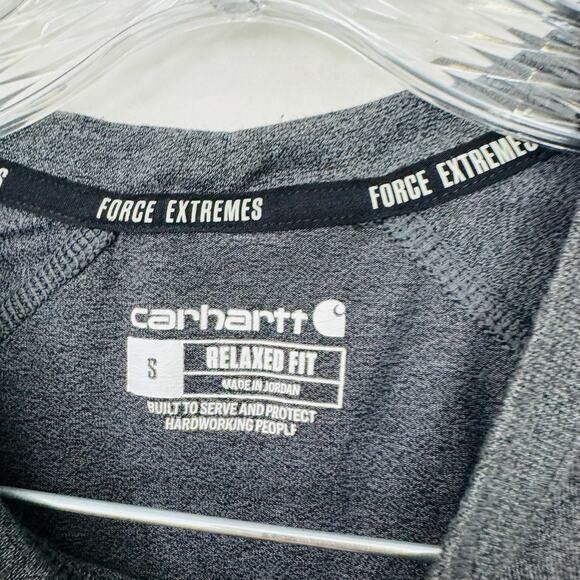 FORCE EXTREMES
FORCE EXTREMES
carhartt
S
RELAXED FIT
MADE IN JORDAN
BUILT TO SERVE AND PROTECT
HARDWORKING PEOPLE